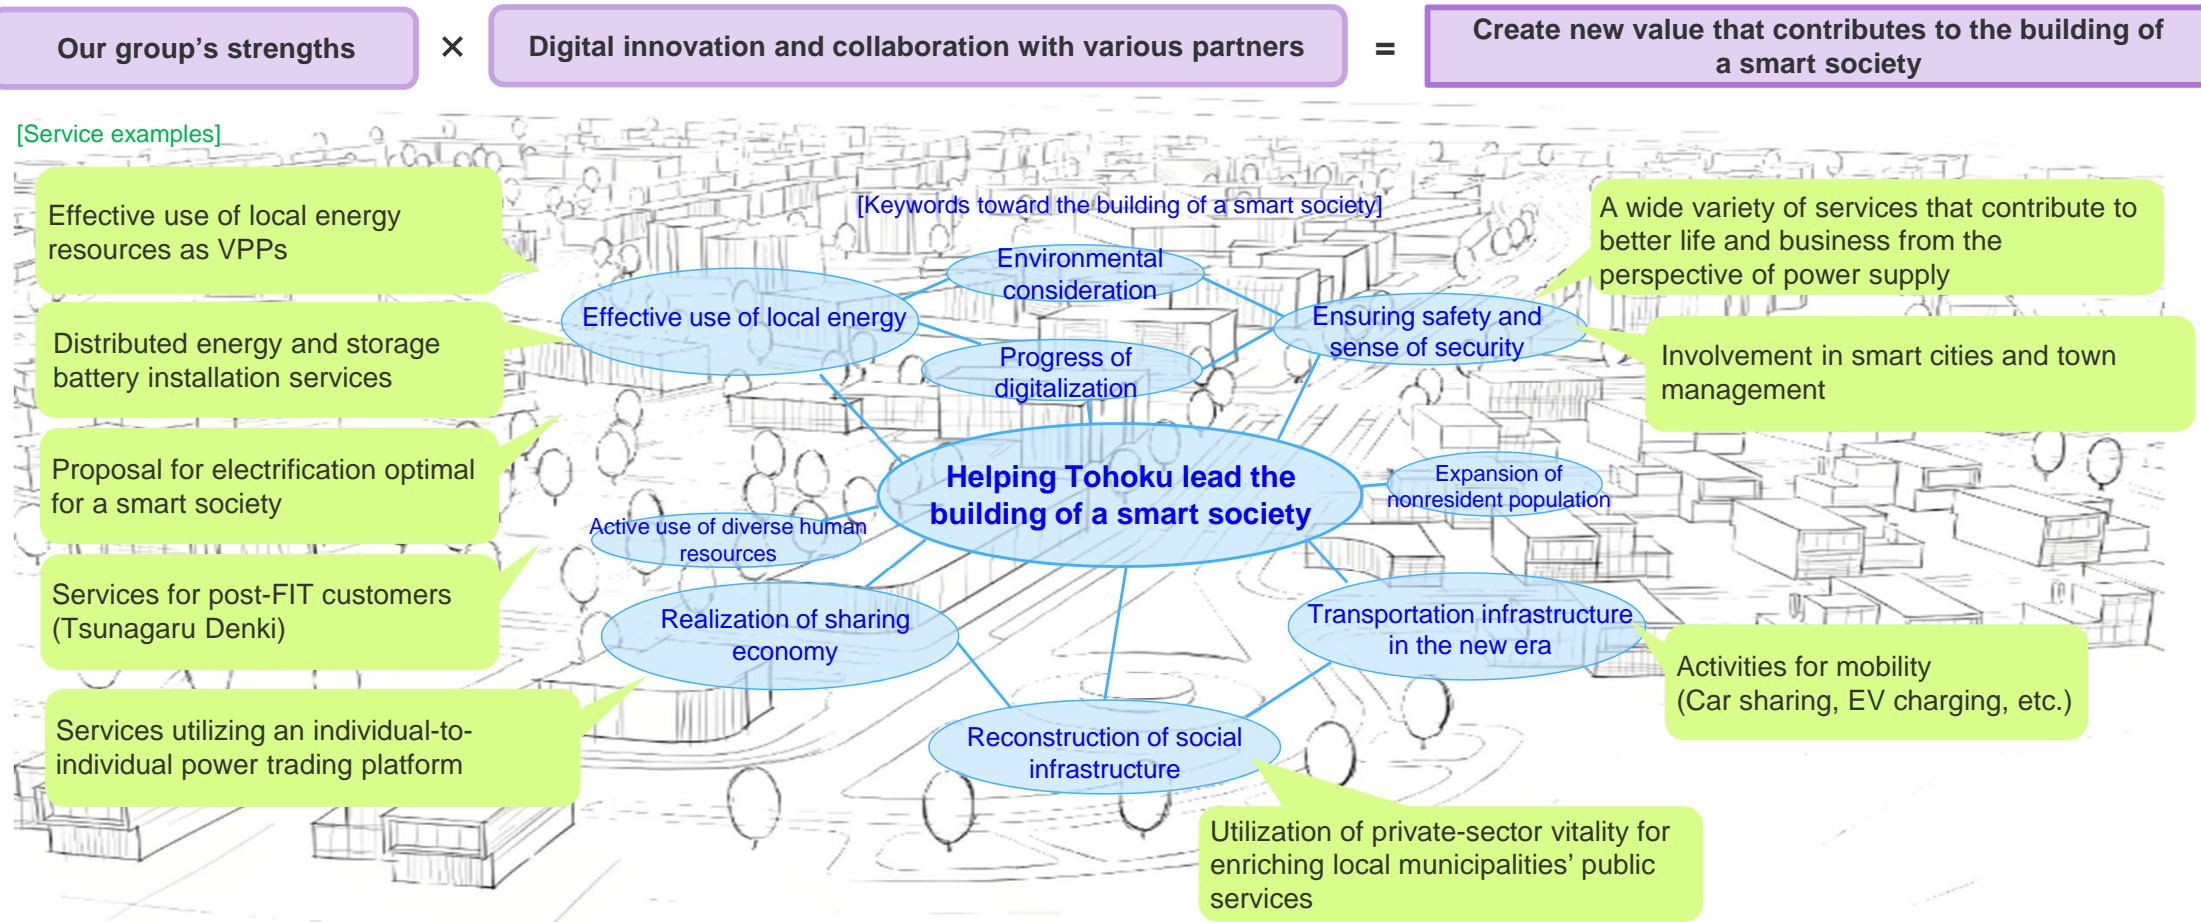 Our group's strengths
×
Digital innovation and collaboration with various partners
=
Create new value that contributes to the building of
a smart society
[Service examples]
Effective use of local energy
resources as VPPs
Distributed energy and storage
battery installation services
Proposal for electrification optimal
for a smart society
Services for post-FIT customers
(Tsunagaru Denki)
Services utilizing an individual-to-
individual power trading platform
[Keywords toward the building of a smart society]
Environmental
consideration
Effective use of local energy
Progress of
digitalization
Ensuring safety and
sense of security
Helping Tohoku lead the
building of a smart society
Expansion of
nonresident population
Active use of diverse human
resources
Realization of sharing
economy
Transportation infrastructure
in the new era
Reconstruction of social
infrastructure
A wide variety of services that contribute to
better life and business from the
perspective of power supply
Involvement in smart cities and town
management
Activities for mobility
(Car sharing, EV charging, etc.)
Utilization of private-sector vitality for
enriching local municipalities' public
services